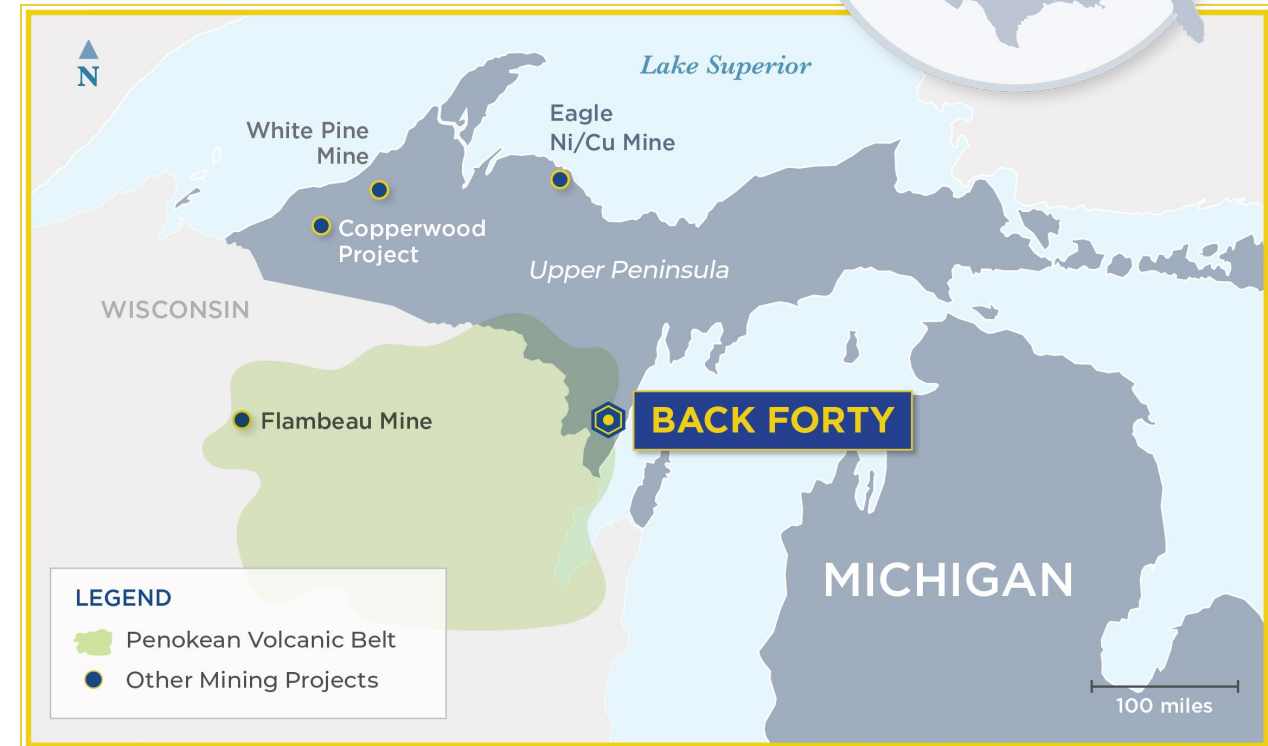 N
Lake Superior
White Pine
Mine
Eagle
Ni/Cu Mine
Copperwood
Project
Upper Peninsula
WISCONSIN
Flambeau Mine
BACK FORTY
MICHIGAN
LEGEND
Penokean Volcanic Belt
Other Mining Projects
100 miles